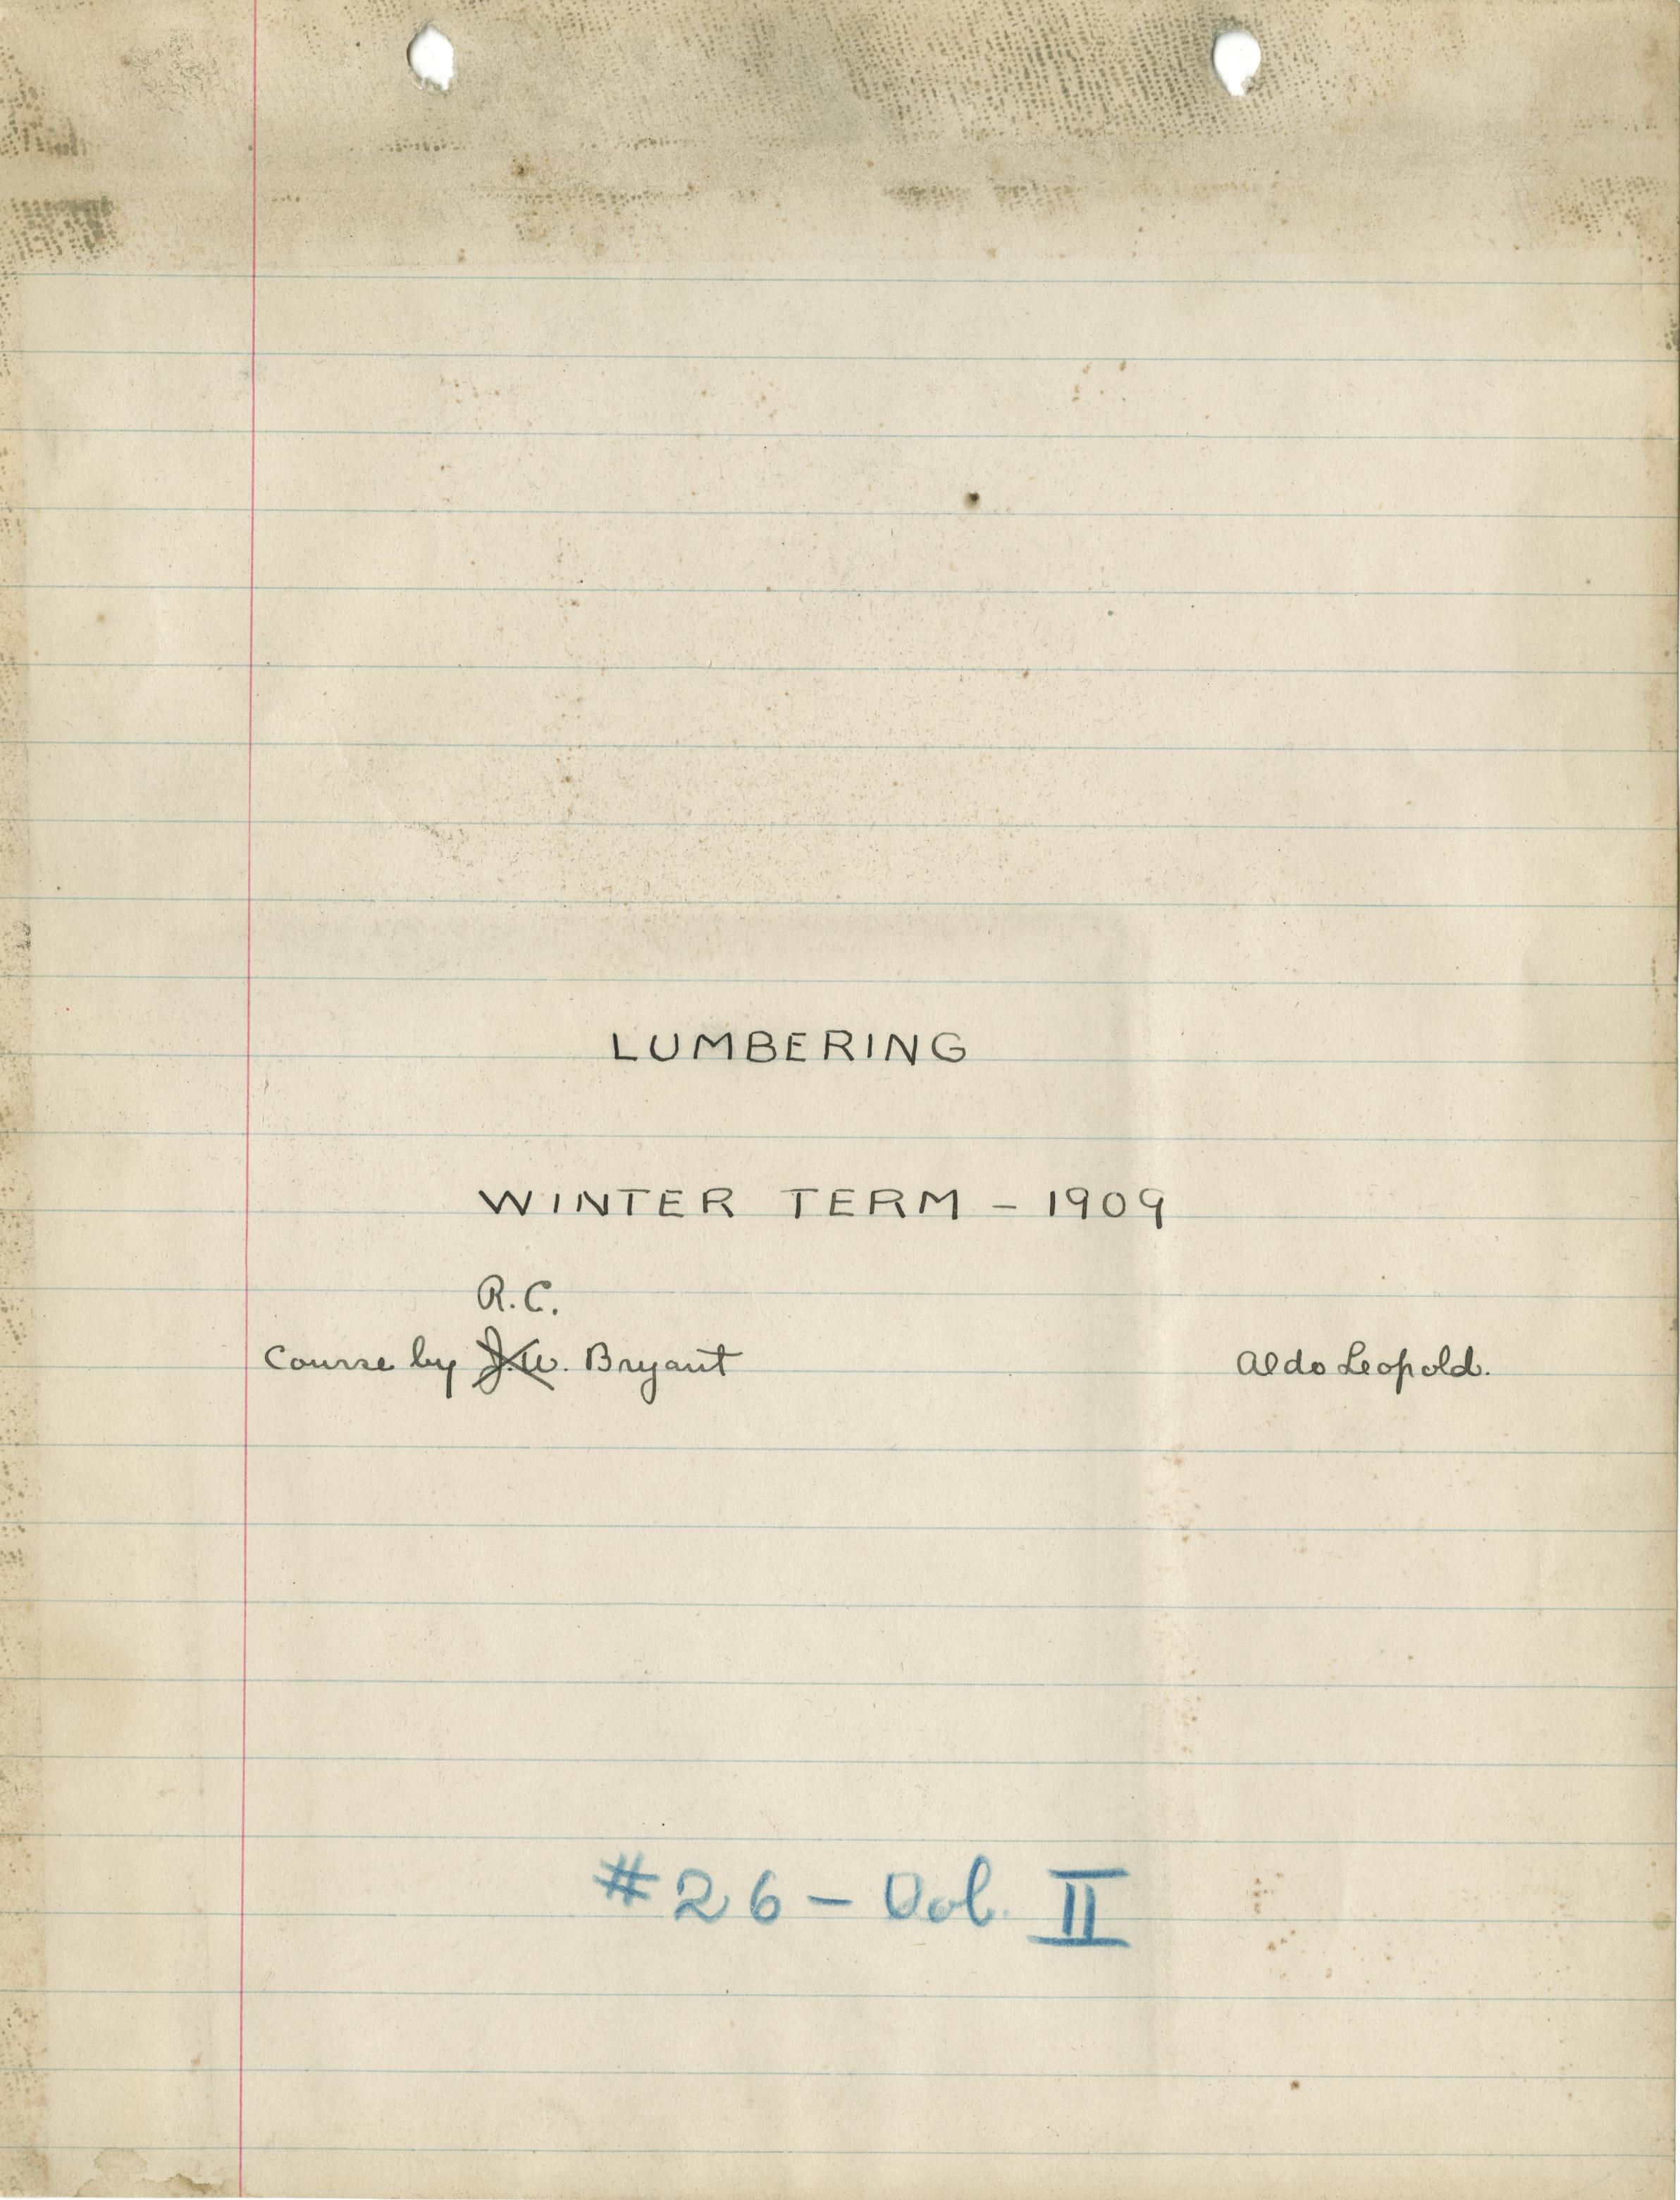 LUMBERING
WINTER TERM - 1909
R.C.
Course by J.W. Bryant
Aldo Leopold.
#26 - Vol. II